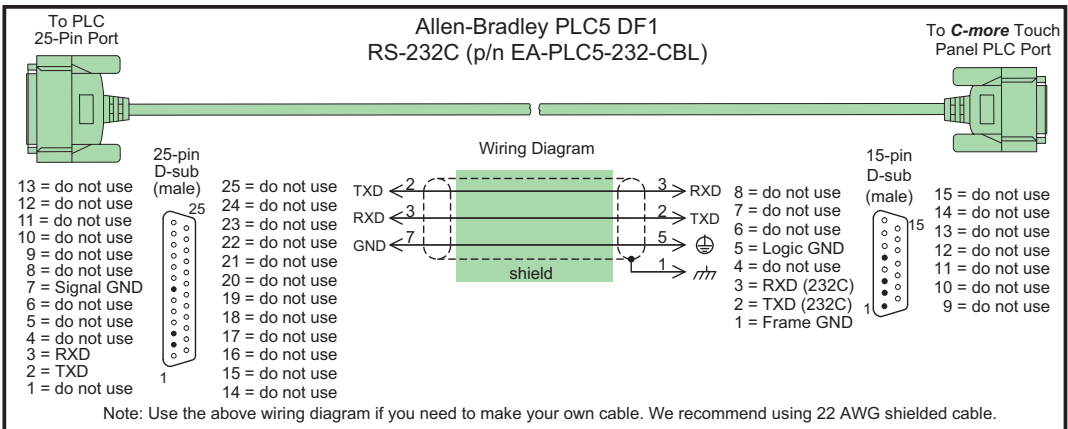 To PLC
25-Pin Port
Allen-Bradley PLC5 DF1
RS-232C (p/n EA-PLC5-232-CBL)
To C-more Touch
Panel PLC Port
Wiring Diagram
25-pin
D-sub
(male)
13 = do not use
12 = do not use
11 = do not use
10 = do not use
9 = do not use
8 = do not use
7 = Signal GND
6 = do not use
5 = do not use
4 = do not use
3 = RXD
2 = TXD
1 = do not use
25
1
25 = do not use
24 = do not use
23 = do not use
22 = do not use
21 = do not use
20 = do not use
19 = do not use
18 = do not use
17 = do not use
16 = do not use
15 = do not use
14 = do not use
TXD 2 3 RXD
RXD 3 2 TXD
GND 7 5
1
shield
8 = do not use
7 = do not use
6 = do not use
5 = Logic GND
4 = do not use
3 = RXD (232C)
2 = TXD (232C)
1 = Frame GND
15-pin
D-sub
(male)
15
1
15 = do not use
14 = do not use
13 = do not use
12 = do not use
11 = do not use
10 = do not use
9 = do not use
Note: Use the above wiring diagram if you need to make your own cable. We recommend using 22 AWG shielded cable.